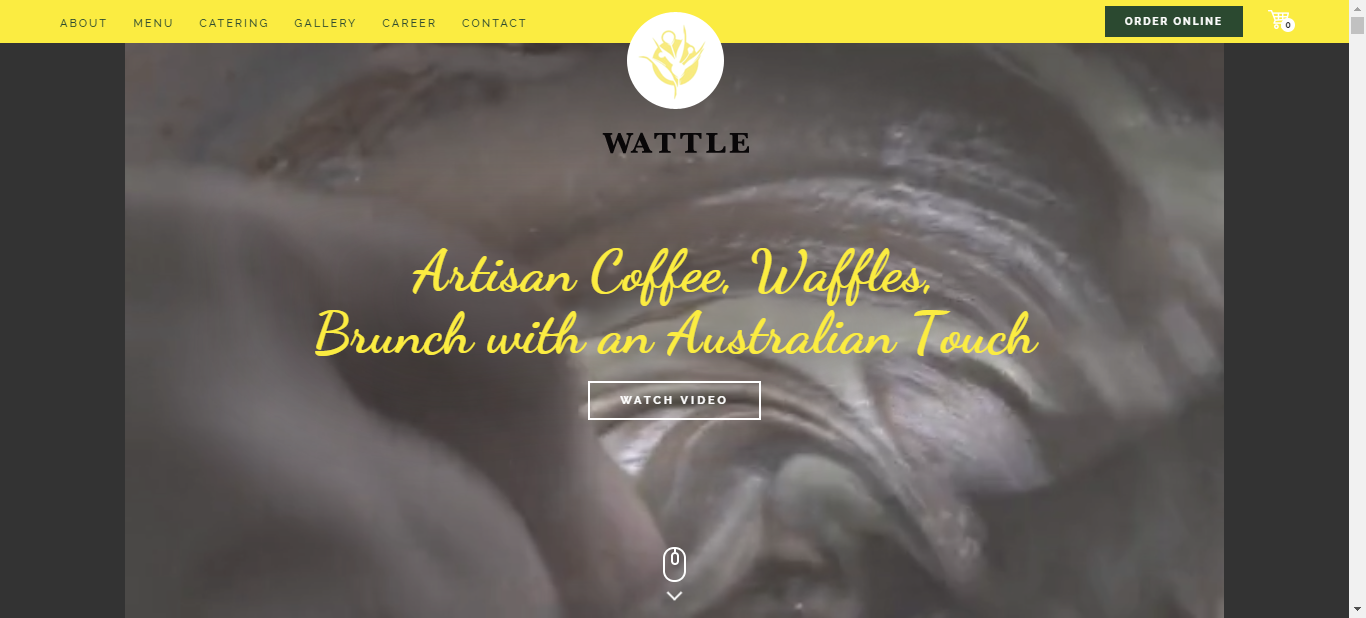 ABOUT MENU CATERING GALLERY CAREER CONTACT
ORDER ONLINE
0
WATTLE
Artisan Coffee, Waffles,
Brunch with an Australian Touch
WATCH VIDEO